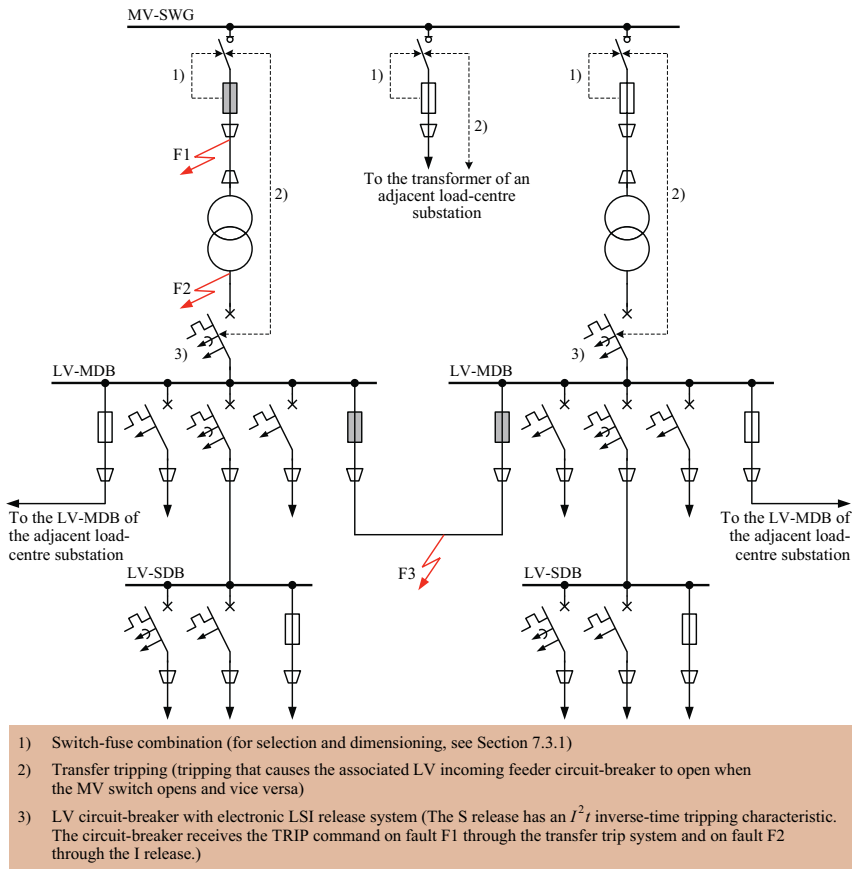 MV-SWG
1)
1)
1)
2)
F1
2)
2)
To the transformer of an
adjacent load-centre
substation
F2
3)
3)
LV-MDB
LV-MDB
To the LV-MDB of
the adjacent load-
centre substation
To the LV-MDB of
the adjacent load-
centre substation
F3
LV-SDB
LV-SDB
1) Switch-fuse combination (for selection and dimensioning, see Section 7.3.1)
2) Transfer tripping (tripping that causes the associated LV incoming feeder circuit-breaker to open when
the MV switch opens and vice versa)
3) LV circuit-breaker with electronic LSI release system (The S release has an I²t inverse-time tripping characteristic.
The circuit-breaker receives the TRIP command on fault F1 through the transfer trip system and on fault F2
through the I release.)